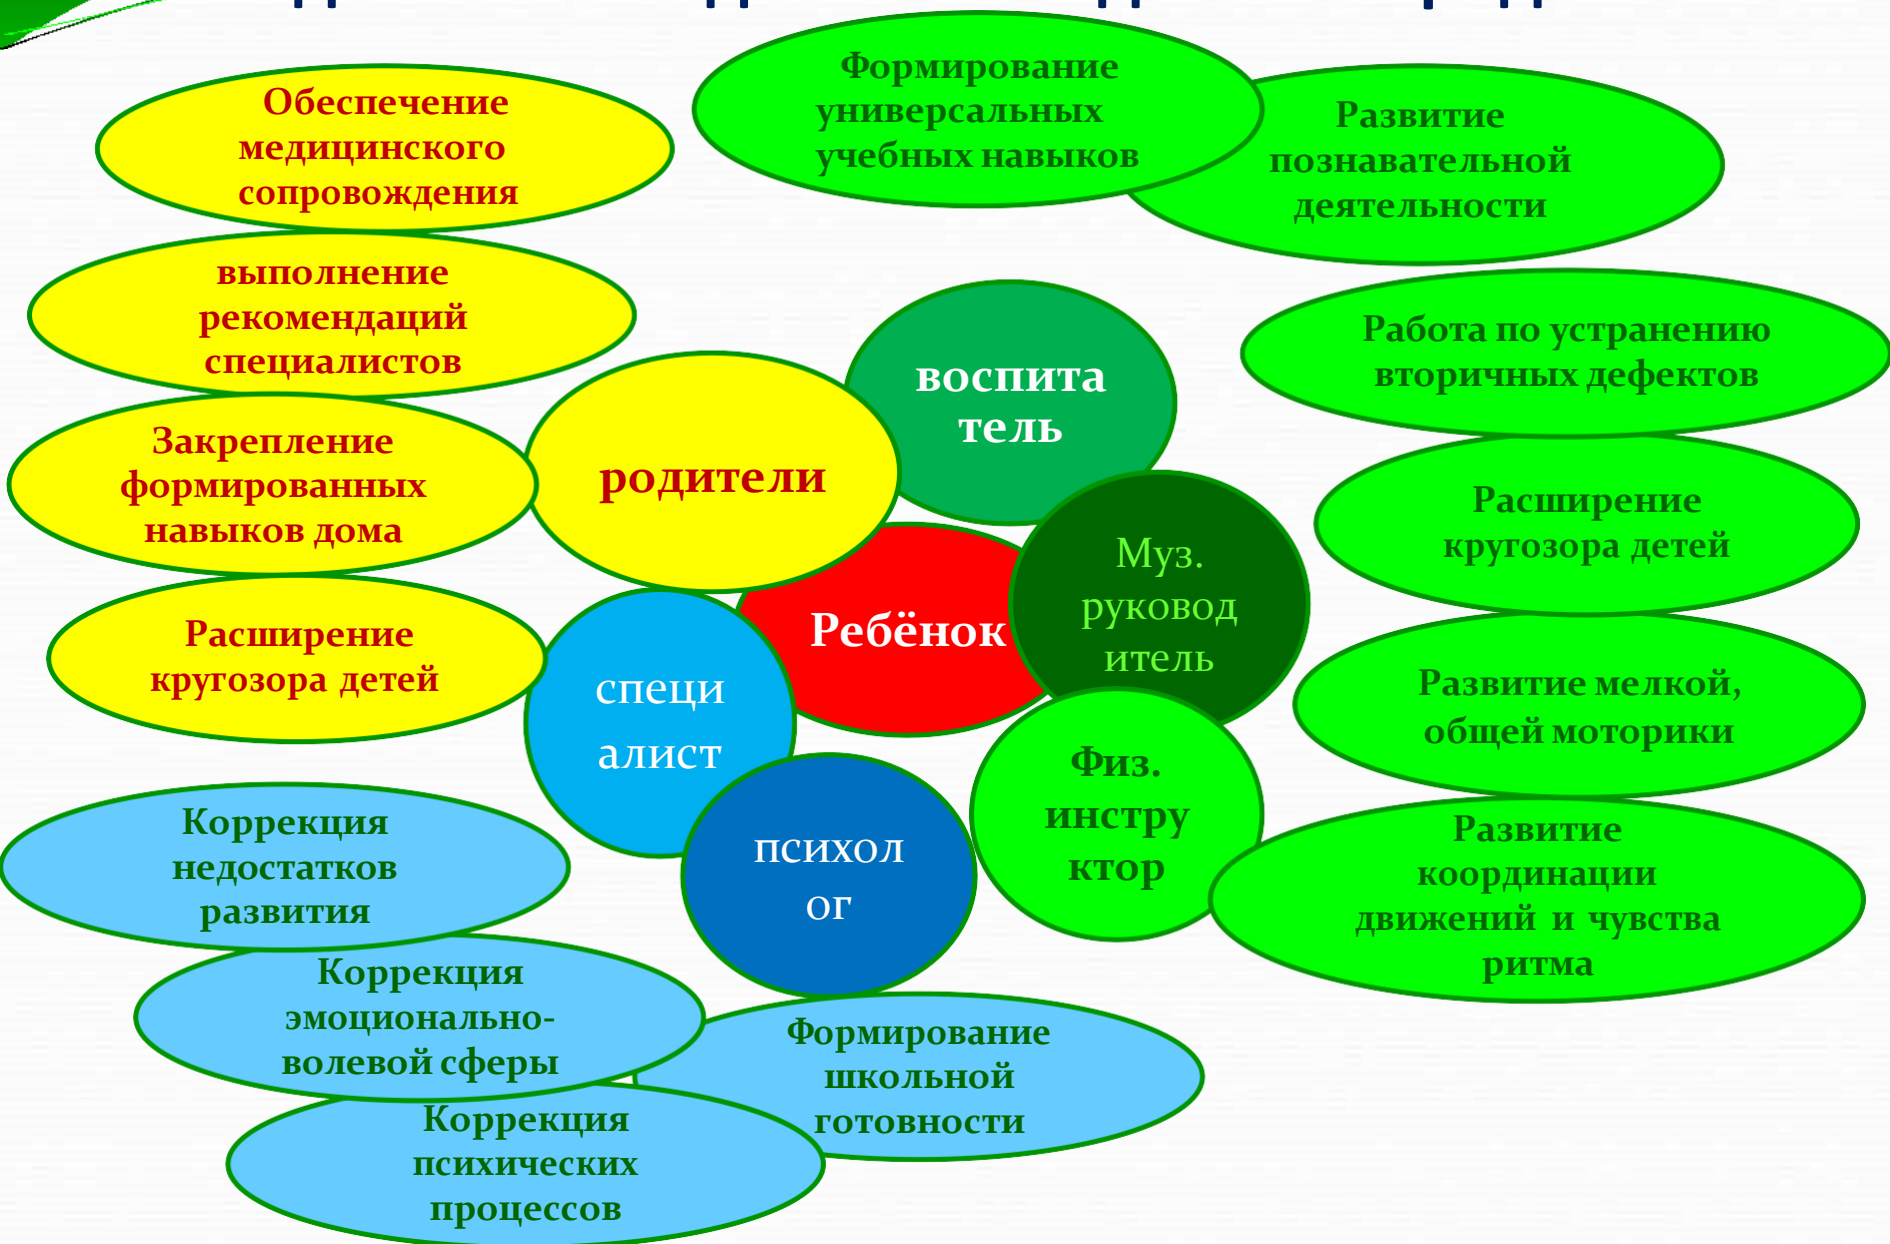 Обеспечение
медицинского
сопровождения
выполнение
рекомендаций
специалистов
Закрепление
формированных
навыков дома
Расширение
кругозора детей
Формирование
универсальных
учебных навыков
Развитие
познавательной
деятельности
Работа по устранению
вторичных дефектов
Расширение
кругозора детей
Развитие мелкой,
общей моторики
Развитие
координации
движений и чувства
ритма
родители
воспита
тель
Ребёнок
Муз.
руковод
итель
специ
алист
психол
ог
Физ.
инстру
ктор
Коррекция
недостатков
развития
Коррекция
эмоционально-
волевой сферы
Коррекция
психических
процессов
Формирование
школьной
готовности